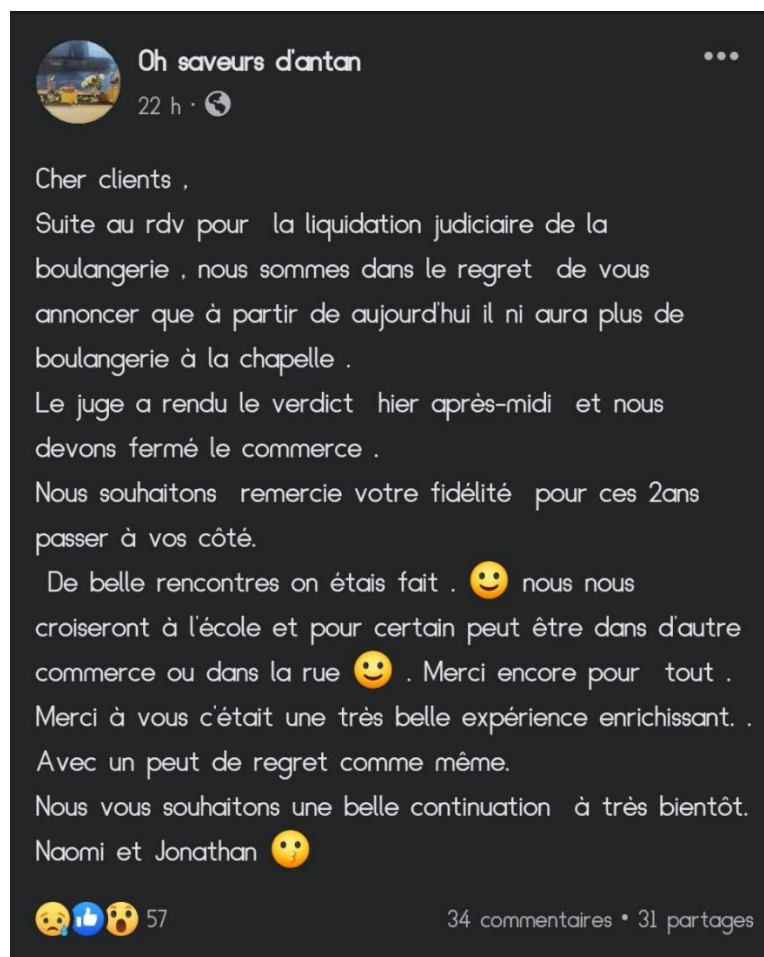 Oh saveurs d'antan
22 h ·
Cher clients ,
Suite au rdv pour la liquidation judiciaire de la
boulangerie , nous sommes dans le regret de vous
annoncer que à partir de aujourd'hui il ni aura plus de
boulangerie à la chapelle .
Le juge a rendu le verdict hier après-midi et nous
devons fermé le commerce .
Nous souhaitons remercie votre fidélité pour ces 2ans
passer à vos côté.
De belle rencontres on étais fait . 🙂 nous nous
croiseront à l'école et pour certain peut être dans d'autre
commerce ou dans la rue 🙂 . Merci encore pour tout .
Merci à vous c'était une très belle expérience enrichissant. .
Avec un peut de regret comme même.
Nous vous souhaitons une belle continuation à très bientôt.
Naomi et Jonathan 😗
57
34 commentaires • 31 partages